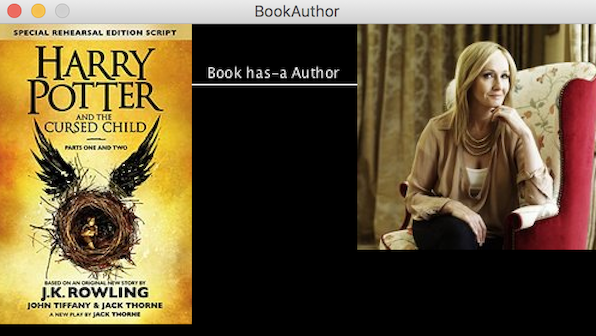 BookAuthor
SPECIAL REHEARSAL EDITION SCRIPT
HARRY
POTTER
AND THE
CURSED CHILD
PARTS ONE AND TWO
Book has-a Author
BASED ON AN ORIGINAL NEW STORY BY
J.K. ROWLING
JOHN TIFFANY & JACK THORNE
A NEW PLAY BY JACK THORNE